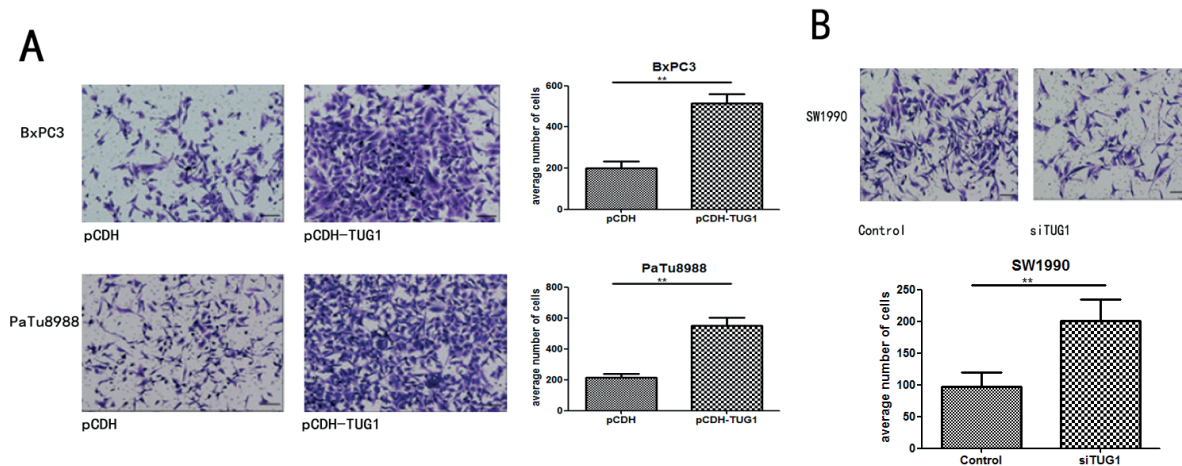 A
BxPC3
pCDH
pCDH-TUG1
BxPC3
**
average number of cells
600
400
200
0
pCDH
pCDH-TUG1
PaTu8988
pCDH
pCDH-TUG1
PaTu8988
**
average number of cells
800
600
400
200
0
pCDH
pCDH-TUG1
B
SW1990
Control
siTUG1
SW1990
**
average number of cells
250
200
150
100
50
0
Control
siTUG1